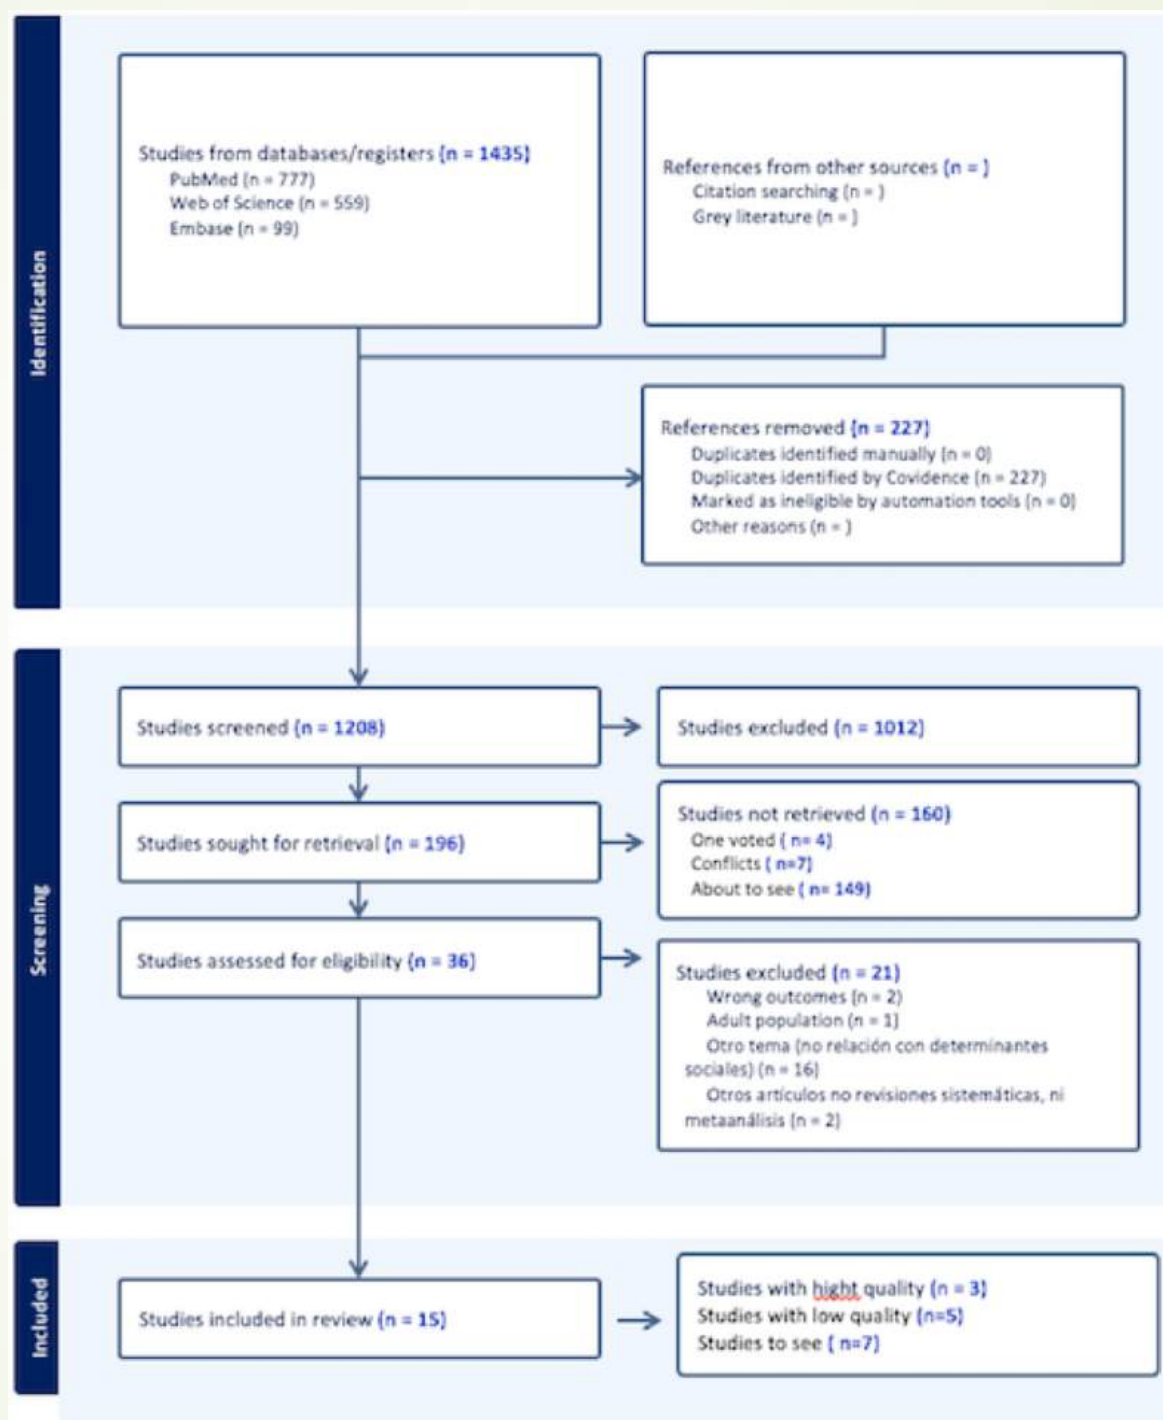 Identification
Studies from databases/registers (n = 1435)
PubMed (n = 777)
Web of Science (n = 559)
Embase (n = 99)
References from other sources (n = )
Citation searching (n = )
Grey literature (n = )
References removed (n = 227)
Duplicates identified manually (n = 0)
Duplicates identified by Covidence (n = 227)
Marked as ineligible by automation tools (n = 0)
Other reasons (n = )
Screening
Studies screened (n = 1208)
Studies excluded (n = 1012)
Studies sought for retrieval (n = 196)
Studies not retrieved (n = 160)
One voted ( n= 4)
Conflicts ( n=7)
About to see ( n= 149)
Studies assessed for eligibility (n = 36)
Studies excluded (n = 21)
Wrong outcomes (n = 2)
Adult population (n = 1)
Otro tema (no relación con determinantes
sociales) (n = 16)
Otros artículos no revisiones sistemáticas, ni
metaanálisis (n = 2)
Included
Studies included in review (n = 15)
Studies with hight quality (n = 3)
Studies with low quality (n=5)
Studies to see ( n=7)